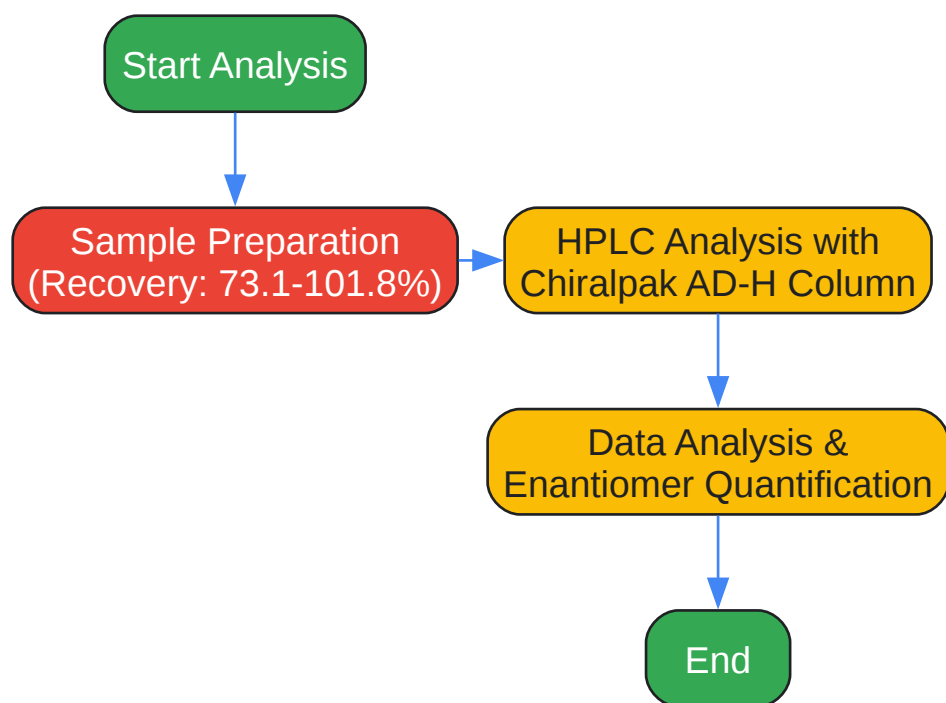 Start Analysis
Sample Preparation
(Recovery: 73.1-101.8%)
HPLC Analysis with
Chiralpak AD-H Column
Data Analysis &
Enantiomer Quantification
End